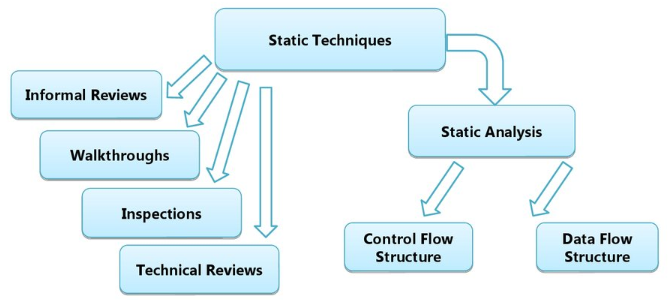 Static Techniques
Informal Reviews
Walkthroughs
Inspections
Technical Reviews
Static Analysis
Control Flow
Structure
Data Flow
Structure